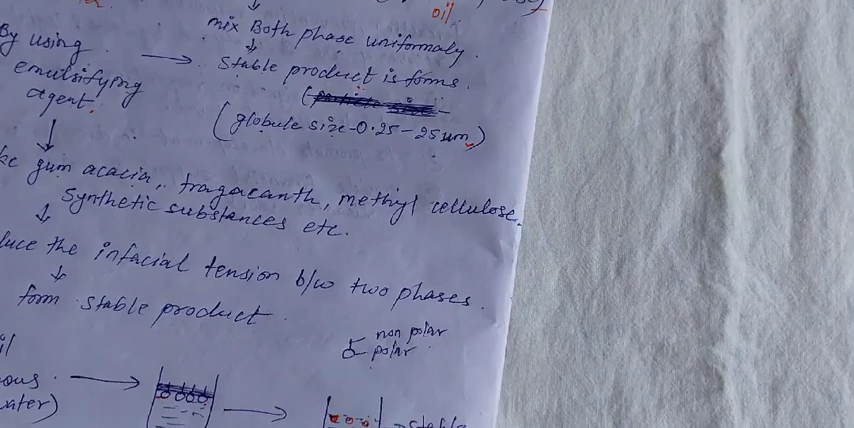 oil
mix Both phase uniformaly.
By using
Stable product is forms.
emulsifying
agent.
(globule size-0.25-25um)
gum acacia, tragacanth, methyl cellulose,
Synthetic substances etc.
the infacial tension b/w two phases.
form stable product.
non polar
polar
stable